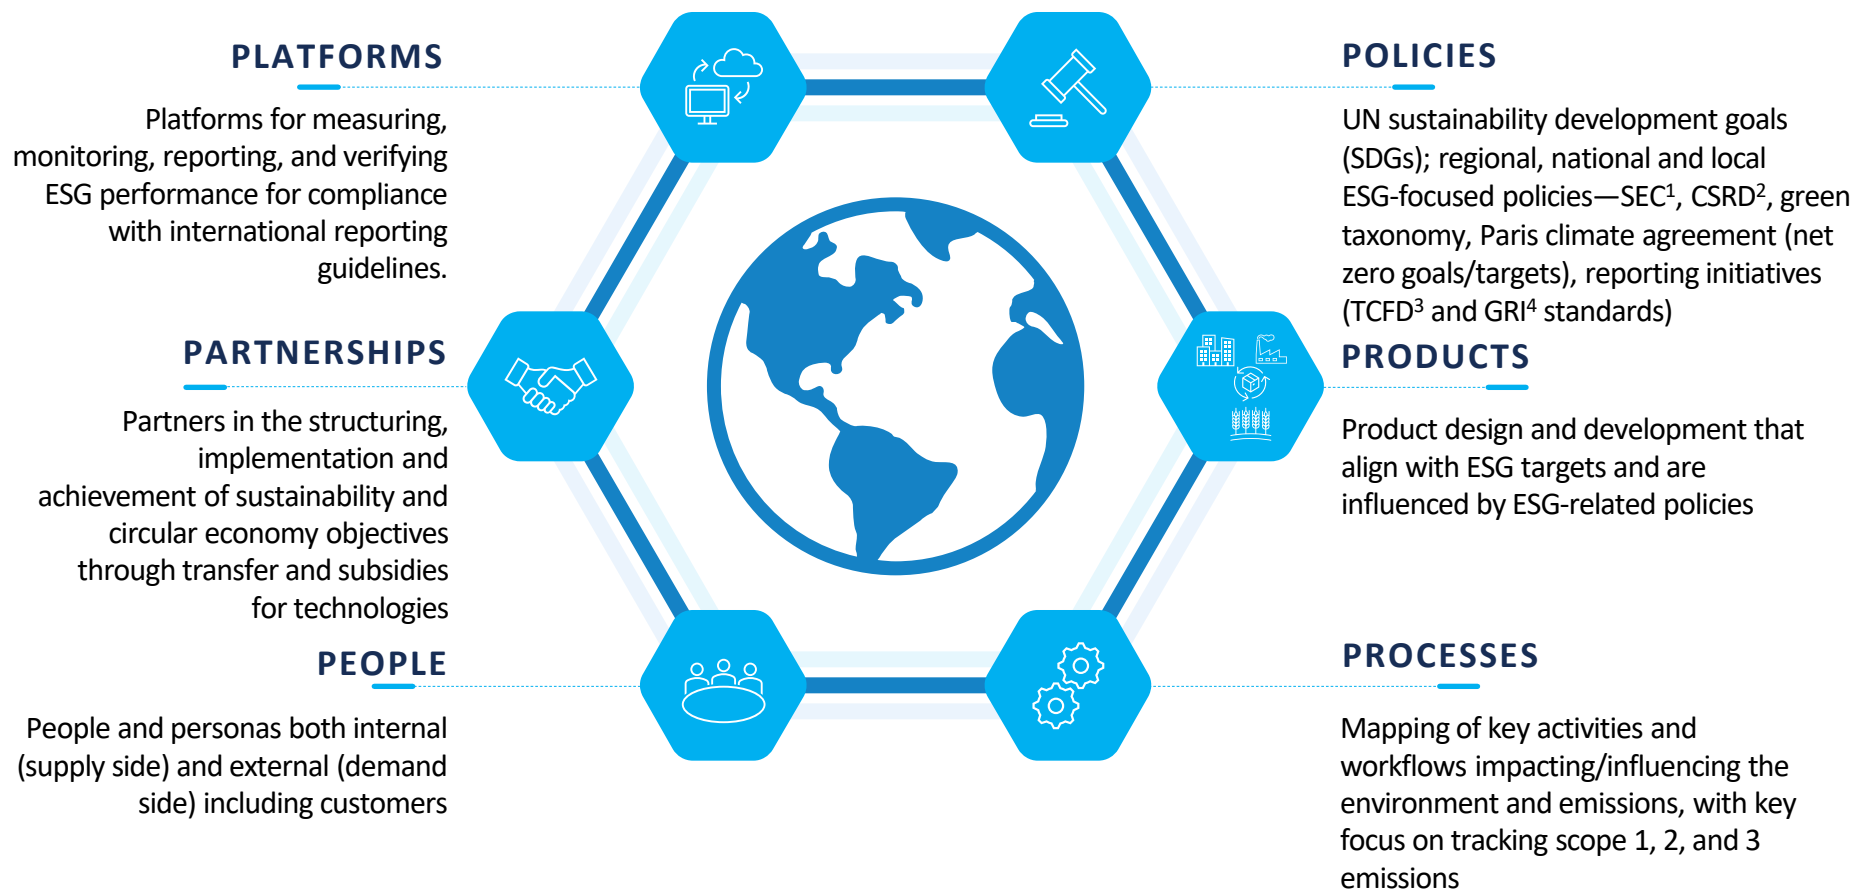 PLATFORMS
Platforms for measuring,
monitoring, reporting, and verifying
ESG performance for compliance
with international reporting
guidelines.
PARTNERSHIPS
Partners in the structuring,
implementation and
achievement of sustainability and
circular economy objectives
through transfer and subsidies
for technologies
PEOPLE
People and personas both internal
(supply side) and external (demand
side) including customers
POLICIES
UN sustainability development goals
(SDGs); regional, national and local
ESG-focused policies—SEC¹, CSRD², green
taxonomy, Paris climate agreement (net
zero goals/targets), reporting initiatives
(TCFD³ and GRI⁴ standards)
PRODUCTS
Product design and development that
align with ESG targets and are
influenced by ESG-related policies
PROCESSES
Mapping of key activities and
workflows impacting/influencing the
environment and emissions, with key
focus on tracking scope 1, 2, and 3
emissions